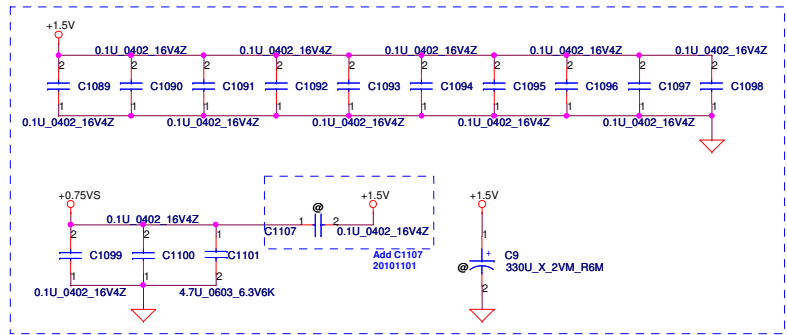 +1.5V
0.1U_0402_16V4Z 0.1U_0402_16V4Z 0.1U_0402_16V4Z 0.1U_0402_16V4Z 0.1U_0402_16V4Z
2 2 2 2 2 2 2 2 2 2
C1089 C1090 C1091 C1092 C1093 C1094 C1095 C1096 C1097 C1098
1 1 1 1 1 1 1 1 1 1
0.1U_0402_16V4Z 0.1U_0402_16V4Z 0.1U_0402_16V4Z 0.1U_0402_16V4Z 0.1U_0402_16V4Z
+0.75VS
0.1U_0402_16V4Z
2 2 1
C1099 C1100 C1101
1 1 2
0.1U_0402_16V4Z 4.7U_0603_6.3V6K
@ +1.5V
1 2
C1107 0.1U_0402_16V4Z
Add C1107
20101101
+1.5V
1
+ C9
@ 330U_X_2VM_R6M
2